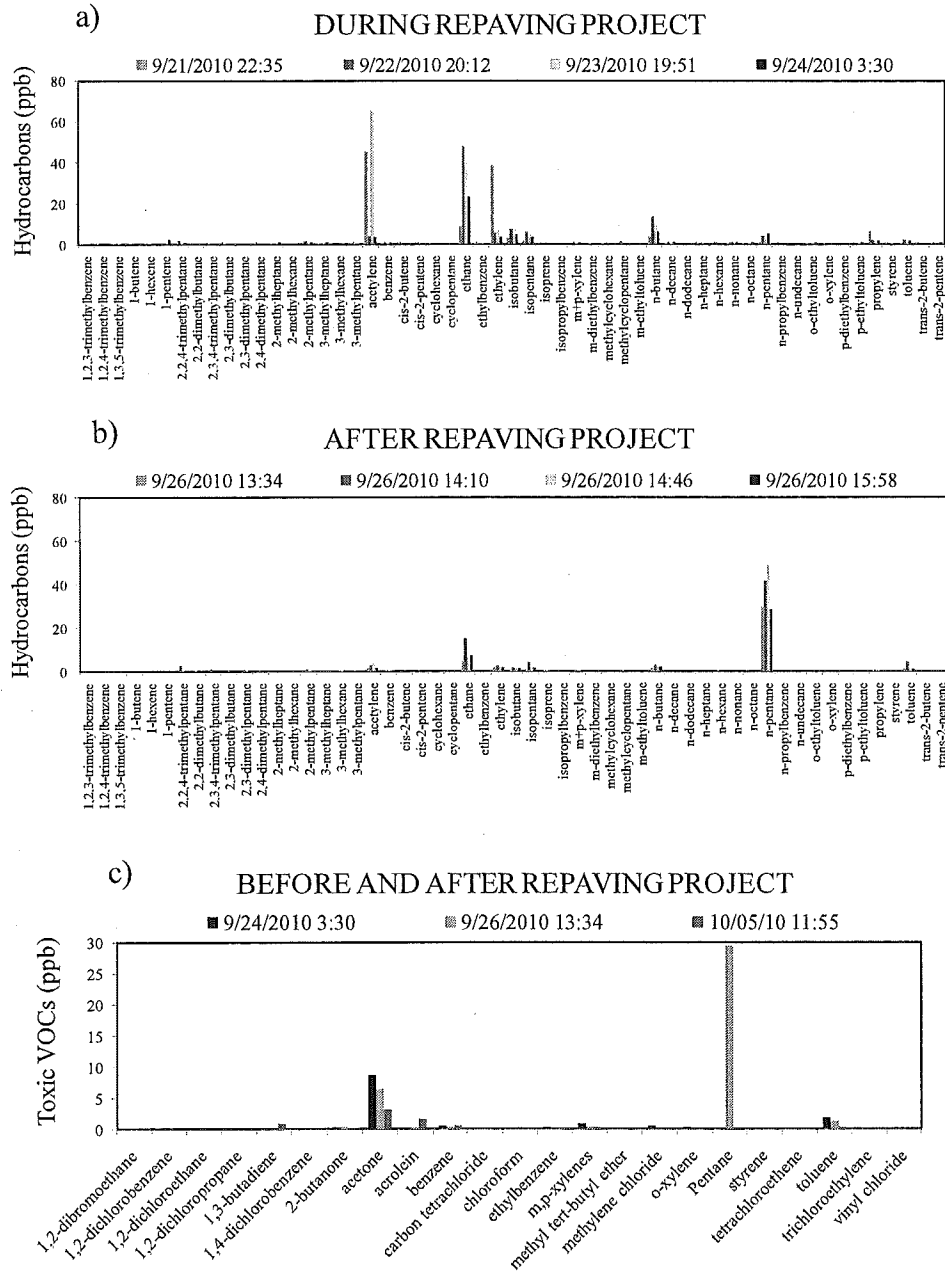 a)
DURING REPAVING PROJECT
9/21/2010 22:35 9/22/2010 20:12 9/23/2010 19:51 9/24/2010 3:30
Hydrocarbons (ppb)
80
60
40
20
0
1,2,3-trimethylbenzene
1,2,4-trimethylbenzene
1,3,5-trimethylbenzene
1-butene
1-hexene
1-pentene
2,2,4-trimethylpentane
2,2-dimethylbutane
2,3,4-trimethylpentane
2,3-dimethylbutane
2,3-dimethylpentane
2,4-dimethylpentane
2-methylheptane
2-methylhexane
2-methylpentane
3-methylheptane
3-methylhexane
3-methylpentane
acetylene
benzene
cis-2-butene
cis-2-pentene
cyclohexane
cyclopentane
ethane
ethylbenzene
ethylene
isobutane
isopentane
isoprene
isopropylbenzene
m+p-xylene
m-diethylbenzene
methylcyclohexane
methylcyclopentane
m-ethyltoluene
n-butane
n-decane
n-dodecane
n-heptane
n-hexane
n-nonane
n-octane
n-pentane
n-propylbenzene
n-undecane
o-ethyltoluene
o-xylene
p-diethylbenzene
p-ethyltoluene
propylene
styrene
toluene
trans-2-butene
trans-2-pentene
b)
AFTER REPAVING PROJECT
9/26/2010 13:34 9/26/2010 14:10 9/26/2010 14:46 9/26/2010 15:58
Hydrocarbons (ppb)
80
60
40
20
0
1,2,3-trimethylbenzene
1,2,4-trimethylbenzene
1,3,5-trimethylbenzene
1-butene
1-hexene
1-pentene
2,2,4-trimethylpentane
2,2-dimethylbutane
2,3,4-trimethylpentane
2,3-dimethylbutane
2,3-dimethylpentane
2,4-dimethylpentane
2-methylheptane
2-methylhexane
2-methylpentane
3-methylheptane
3-methylhexane
3-methylpentane
acetylene
benzene
cis-2-butene
cis-2-pentene
cyclohexane
cyclopentane
ethane
ethylbenzene
ethylene
isobutane
isopentane
isoprene
isopropylbenzene
m+p-xylene
m-diethylbenzene
methylcyclohexane
methylcyclopentane
m-ethyltoluene
n-butane
n-decane
n-dodecane
n-heptane
n-hexane
n-nonane
n-octane
n-pentane
n-propylbenzene
n-undecane
o-ethyltoluene
o-xylene
p-diethylbenzene
p-ethyltoluene
propylene
styrene
toluene
trans-2-butene
trans-2-pentene
c)
BEFORE AND AFTER REPAVING PROJECT
9/24/2010 3:30 9/26/2010 13:34 10/05/10 11:55
Toxic VOCs (ppb)
30
25
20
15
10
5
0
1,2-dibromoethane
1,2-dichlorobenzene
1,2-dichloroethane
1,2-dichloropropane
1,3-butadiene
1,4-dichlorobenzene
2-butanone
acetone
acrolein
benzene
carbon tetrachloride
chloroform
ethylbenzene
m,p-xylenes
methyl tert-butyl ether
methylene chloride
o-xylene
Pentane
styrene
tetrachloroethene
toluene
trichloroethylene
vinyl chloride